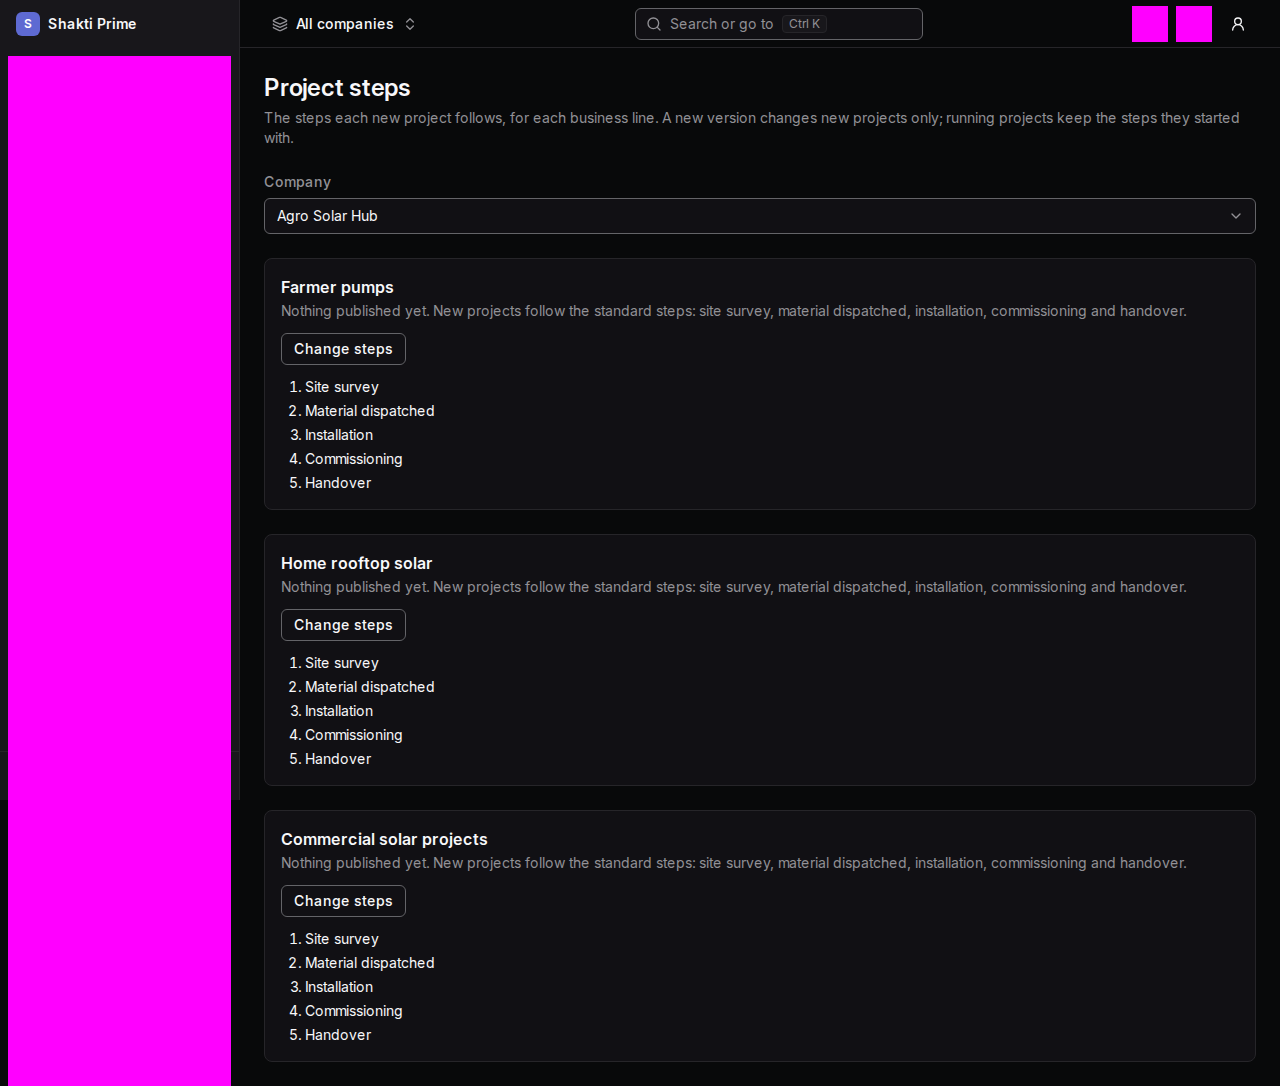 S Shakti Prime
All companies
Search or go to Ctrl K
Project steps
The steps each new project follows, for each business line. A new version changes new projects only; running projects keep the steps they started
with.
Company
Agro Solar Hub
Farmer pumps
Nothing published yet. New projects follow the standard steps: site survey, material dispatched, installation, commissioning and handover.
Change steps
1. Site survey
2. Material dispatched
3. Installation
4. Commissioning
5. Handover
Home rooftop solar
Nothing published yet. New projects follow the standard steps: site survey, material dispatched, installation, commissioning and handover.
Change steps
1. Site survey
2. Material dispatched
3. Installation
4. Commissioning
5. Handover
Commercial solar projects
Nothing published yet. New projects follow the standard steps: site survey, material dispatched, installation, commissioning and handover.
Change steps
1. Site survey
2. Material dispatched
3. Installation
4. Commissioning
5. Handover